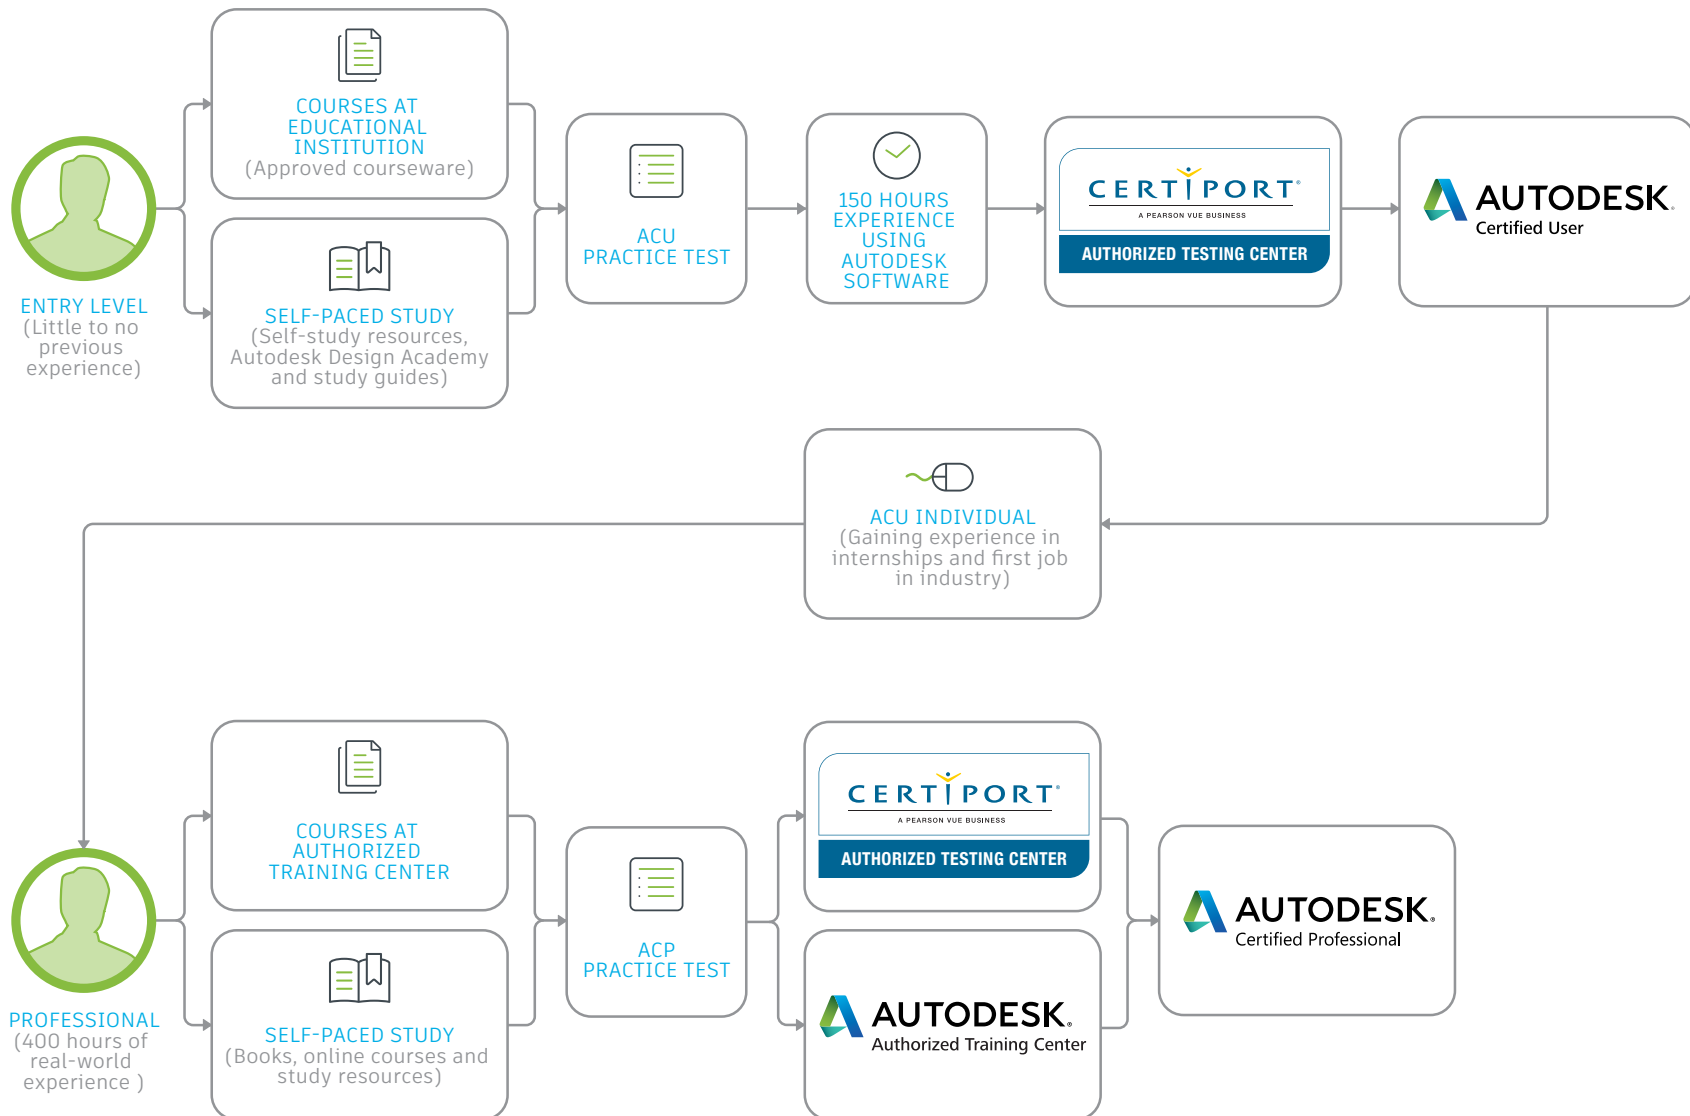 ENTRY LEVEL
(Little to no
previous
experience)
COURSES AT
EDUCATIONAL
INSTITUTION
(Approved courseware)
SELF-PACED STUDY
(Self-study resources,
Autodesk Design Academy
and study guides)
ACU
PRACTICE TEST
150 HOURS
EXPERIENCE
USING
AUTODESK
SOFTWARE
CERTIPORT®
A PEARSON VUE BUSINESS
AUTHORIZED TESTING CENTER
AUTODESK®
Certified User
ACU INDIVIDUAL
(Gaining experience in
internships and first job
in industry)
PROFESSIONAL
(400 hours of
real-world
experience )
COURSES AT
AUTHORIZED
TRAINING CENTER
SELF-PACED STUDY
(Books, online courses and
study resources)
ACP
PRACTICE TEST
CERTIPORT®
A PEARSON VUE BUSINESS
AUTHORIZED TESTING CENTER
AUTODESK®
Authorized Training Center
AUTODESK®
Certified Professional